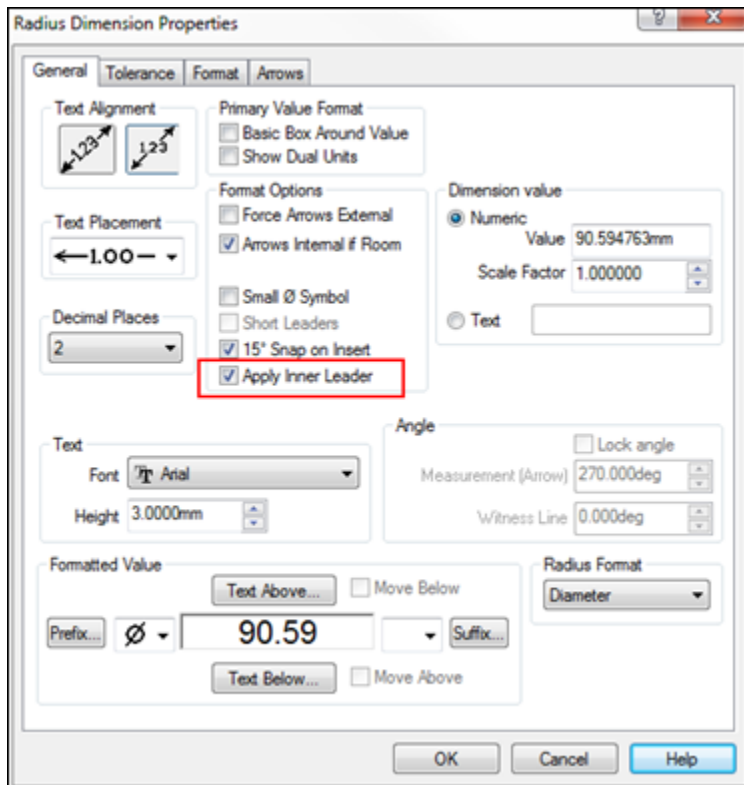 Radius Dimension Properties
?
General
Tolerance
Format
Arrows
Text Alignment
1.23
1.23
Primary Value Format
Basic Box Around Value
Show Dual Units
Text Placement
1.00
Decimal Places
2
Format Options
Force Arrows External
Arrows Internal if Room
Small Ø Symbol
Short Leaders
15° Snap on Insert
Apply Inner Leader
Dimension value
Numeric
Value 90.594763mm
Scale Factor 1.000000
Text
Text
Font Arial
Height 3.0000mm
Angle
Lock angle
Measurement (Arrow) 270.000deg
Witness Line 0.000deg
Formatted Value
Text Above... Move Below
Prefix... Ø 90.59 Suffix...
Text Below... Move Above
Radius Format
Diameter
OK Cancel Help